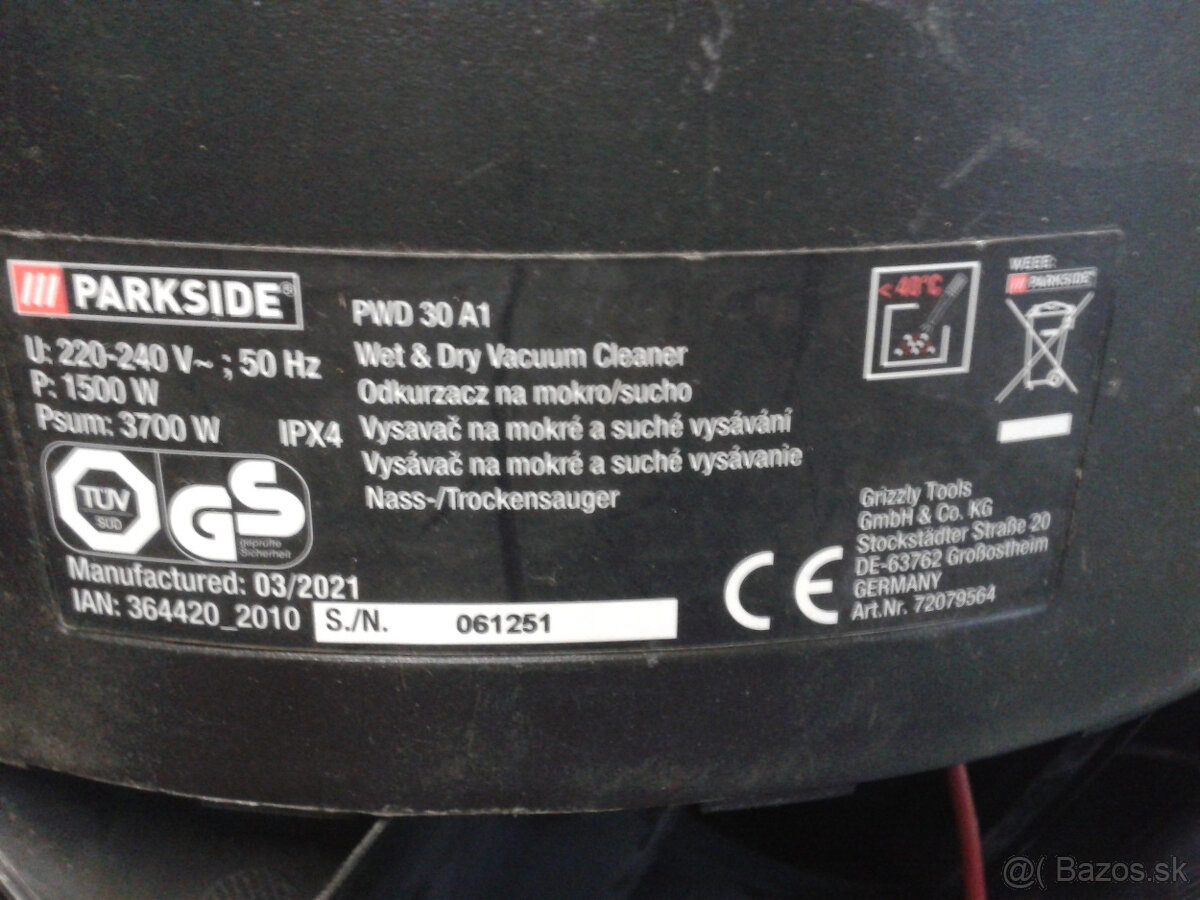 PARKSIDE®
U: 220-240 V~ ; 50 Hz
P: 1500 W
Psum: 3700 W
IPX4
TÜV
SÜD
GS
geprüfte
Sicherheit
Manufactured: 03/2021
IAN: 364420_2010
S./N. 061251
PWD 30 A1
Wet & Dry Vacuum Cleaner
Odkurzacz na mokro/sucho
Vysavač na mokré a suché vysávání
Vysávač na mokré a suché vysávanie
Nass-/Trockensauger
< 40°C
WEEE:
PARKSIDE
CE
Grizzly Tools
GmbH & Co. KG
Stockstädter Straße 20
DE-63762 Großostheim
GERMANY
Art.Nr. 72079564
@( Bazos.sk